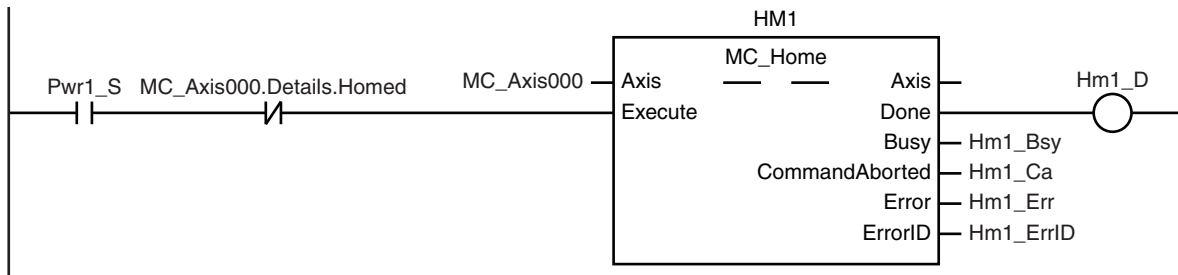 HM1
MC_Home
Pwr1_S MC_Axis000.Details.Homed MC_Axis000 Axis Axis Hm1_D
Execute Done
Busy Hm1_Bsy
CommandAborted Hm1_Ca
Error Hm1_Err
ErrorID Hm1_ErrID